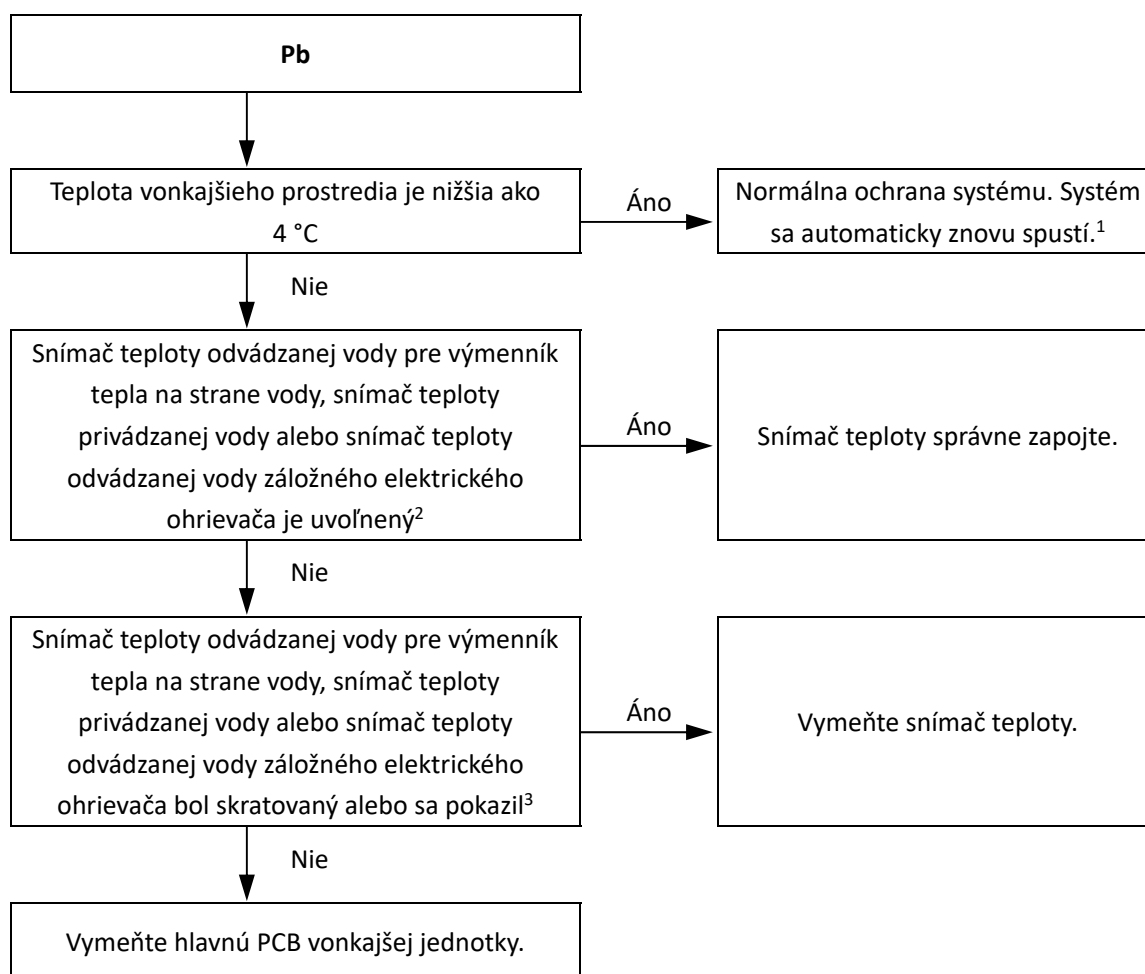 Pb
Teplota vonkajšieho prostredia je nižšia ako
4 °C
Áno
Normálna ochrana systému. Systém
sa automaticky znovu spustí.¹
Nie
Snímač teploty odvádzanej vody pre výmenník
tepla na strane vody, snímač teploty
privádzanej vody alebo snímač teploty
odvádzanej vody záložného elektrického
ohrievača je uvoľnený²
Áno
Snímač teploty správne zapojte.
Nie
Snímač teploty odvádzanej vody pre výmenník
tepla na strane vody, snímač teploty
privádzanej vody alebo snímač teploty
odvádzanej vody záložného elektrického
ohrievača bol skratovaný alebo sa pokazil³
Áno
Vymeňte snímač teploty.
Nie
Vymeňte hlavnú PCB vonkajšej jednotky.